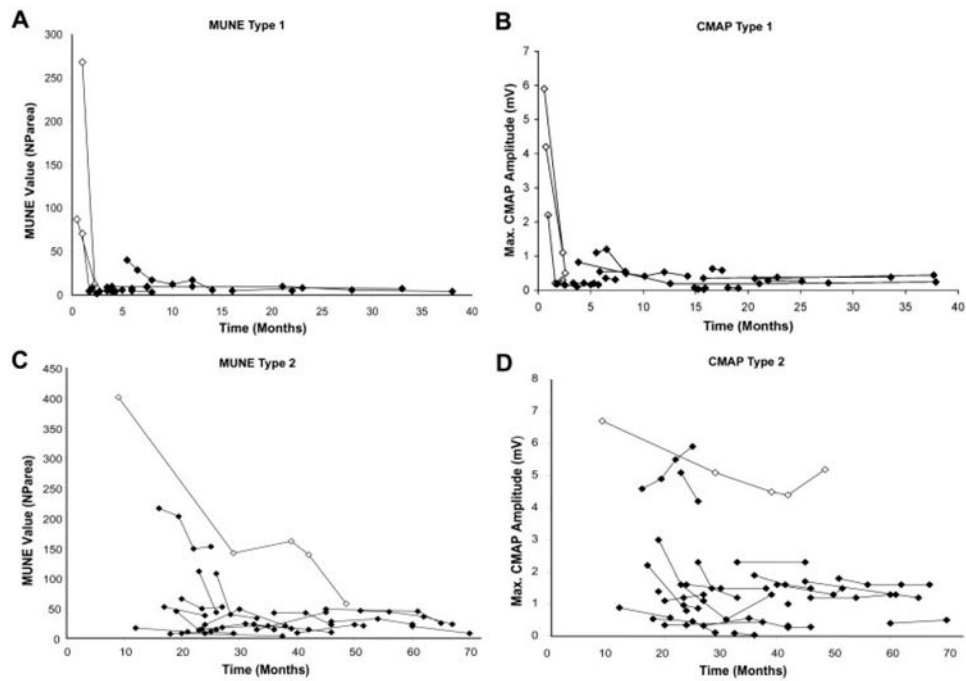 A
MUNE Type 1
MUNE Value (NParea)
300
250
200
150
100
50
0
0 5 10 15 20 25 30 35 40
Time (Months)
B
CMAP Type 1
Max. CMAP Amplitude (mV)
7
6
5
4
3
2
1
0
0 5 10 15 20 25 30 35 40
Time (Months)
C
MUNE Type 2
MUNE Value (NParea)
450
400
350
300
250
200
150
100
50
0
0 10 20 30 40 50 60 70
Time (Months)
D
CMAP Type 2
Max. CMAP Amplitude (mV)
8
7
6
5
4
3
2
1
0
0 10 20 30 40 50 60 70
Time (Months)